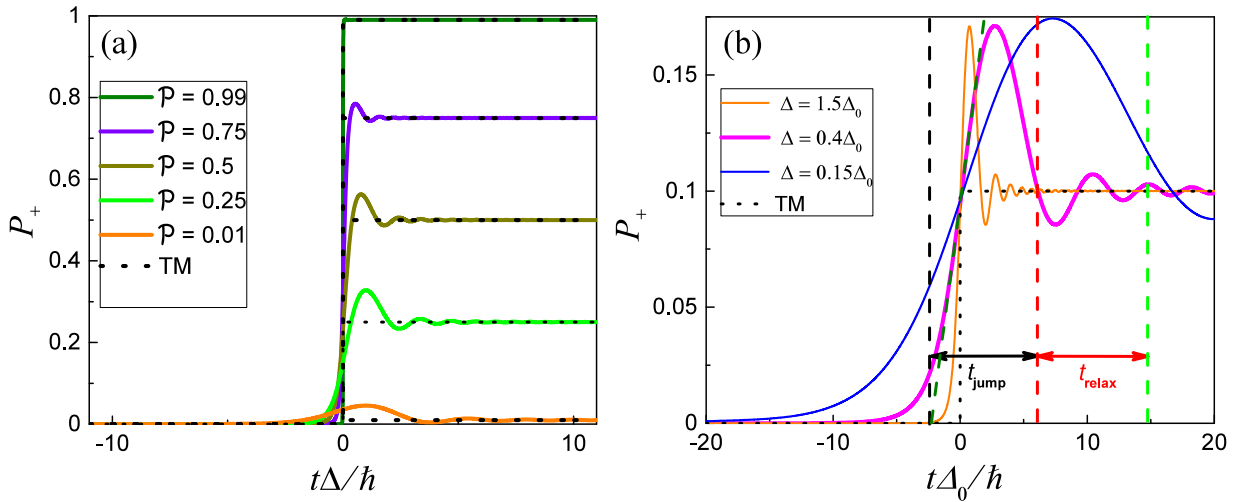 (a)
P₊
1
0.8
0.6
0.4
0.2
0
𝒫 = 0.99
𝒫 = 0.75
𝒫 = 0.5
𝒫 = 0.25
𝒫 = 0.01
TM
-10
0
10
tΔ/ħ
(b)
P₊
0.15
0.1
0.05
0
Δ = 1.5Δ₀
Δ = 0.4Δ₀
Δ = 0.15Δ₀
TM
t jump
t relax
-20
-10
0
10
20
tΔ₀/ħ